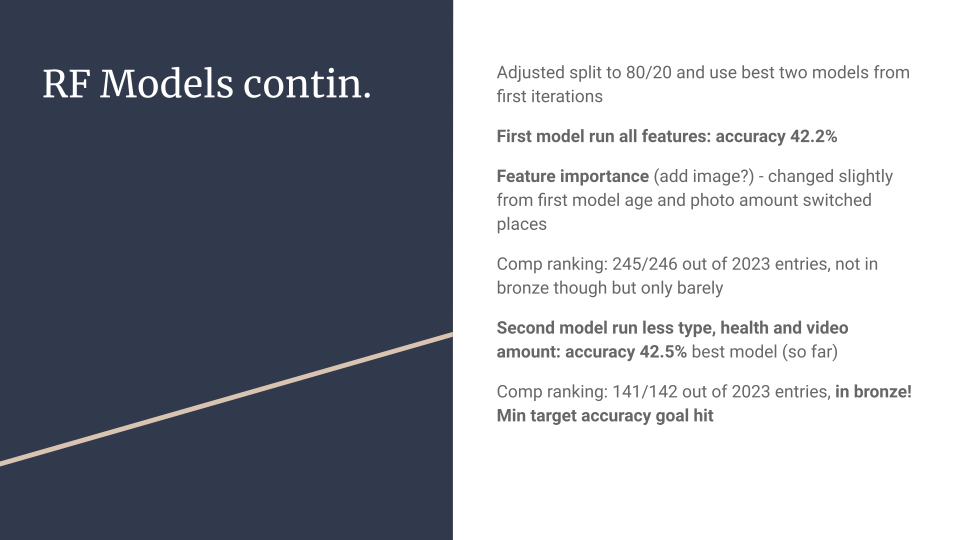 RF Models contin.
Adjusted split to 80/20 and use best two models from
first iterations
First model run all features: accuracy 42.2%
Feature importance (add image?) - changed slightly
from first model age and photo amount switched
places
Comp ranking: 245/246 out of 2023 entries, not in
bronze though but only barely
Second model run less type, health and video
amount: accuracy 42.5% best model (so far)
Comp ranking: 141/142 out of 2023 entries, in bronze!
Min target accuracy goal hit